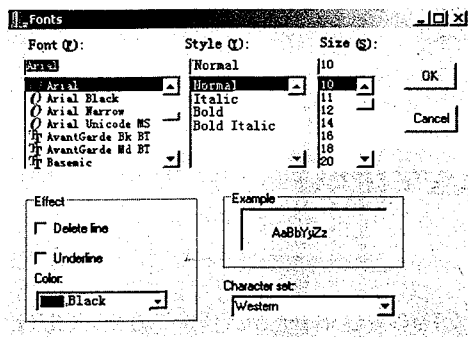 Fonts
Font (F):
Style (Y):
Size (S):
Arial
Normal
10
OK
Arial
Arial Black
Arial Narrow
Arial Unicode MS
AvantGarde Bk BT
AvantGarde Md BT
Basemic
Normal
Italic
Bold
Bold Italic
10
11
12
14
16
18
20
Cancel
Effect
Delete line
Underline
Color:
Black
Example
AaBbYyZz
Character set:
Western